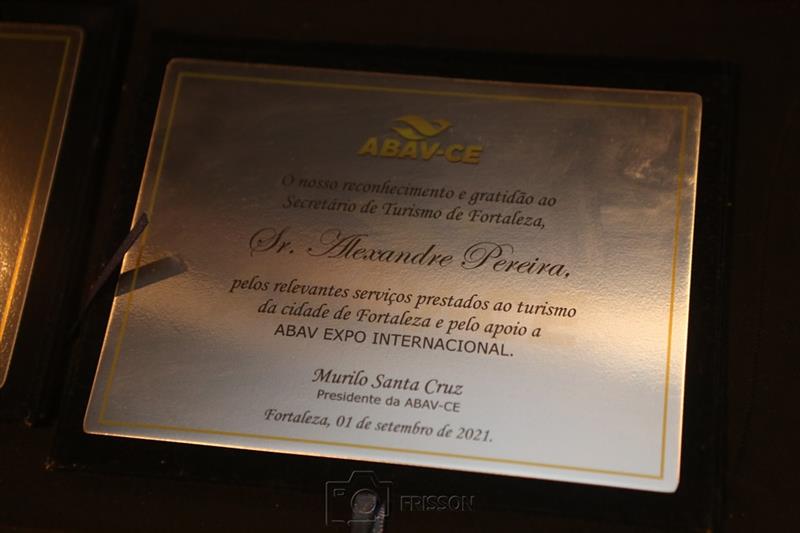 ABAV-CE
O nosso reconhecimento e gratidão ao
Secretário de Turismo de Fortaleza,
Sr. Alexandre Pereira,
pelos relevantes serviços prestados ao turismo
da cidade de Fortaleza e pelo apoio a
ABAV EXPO INTERNACIONAL.
Murilo Santa Cruz
Presidente da ABAV-CE
Fortaleza, 01 de setembro de 2021.
FRISSON